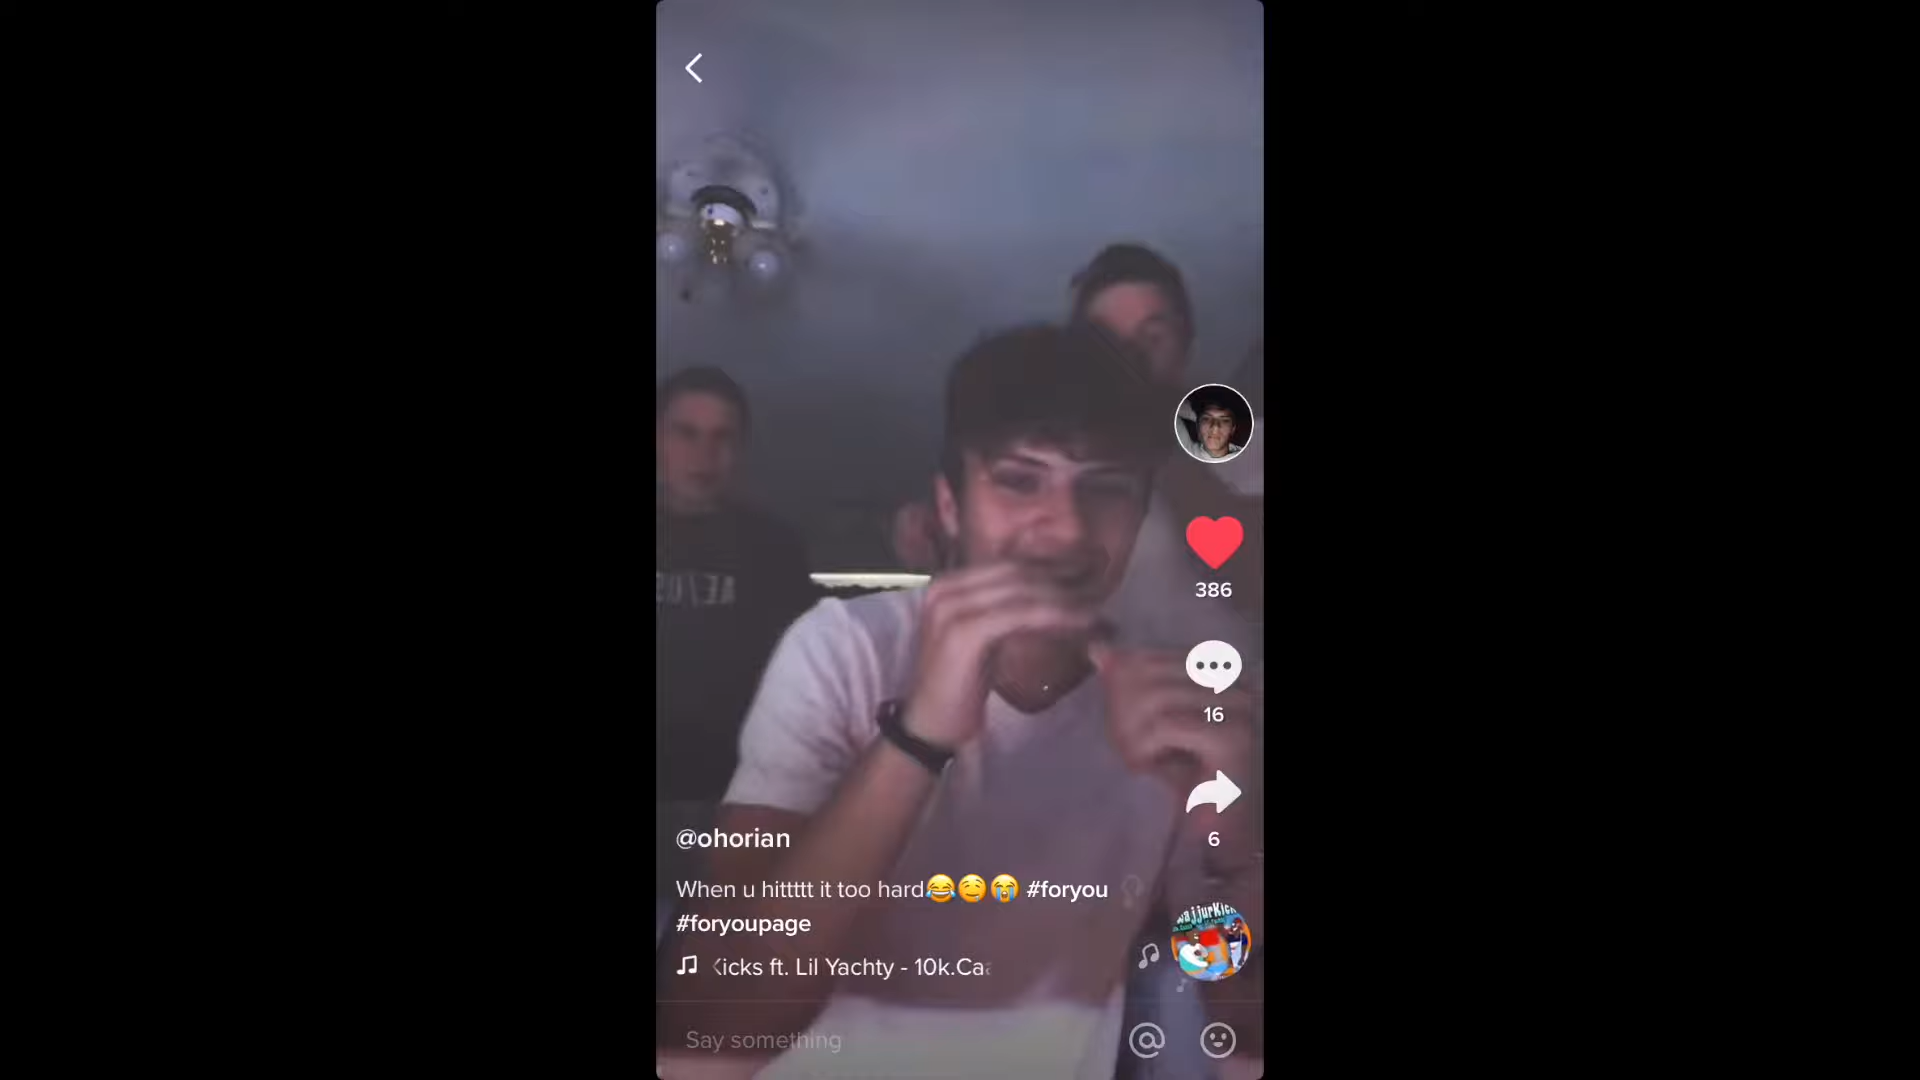 386
16
6
@ohorian
When u hittttt it too hard😂😏😭 #foryou
#foryoupage
icks ft. Lil Yachty - 10k.Ca
Say something